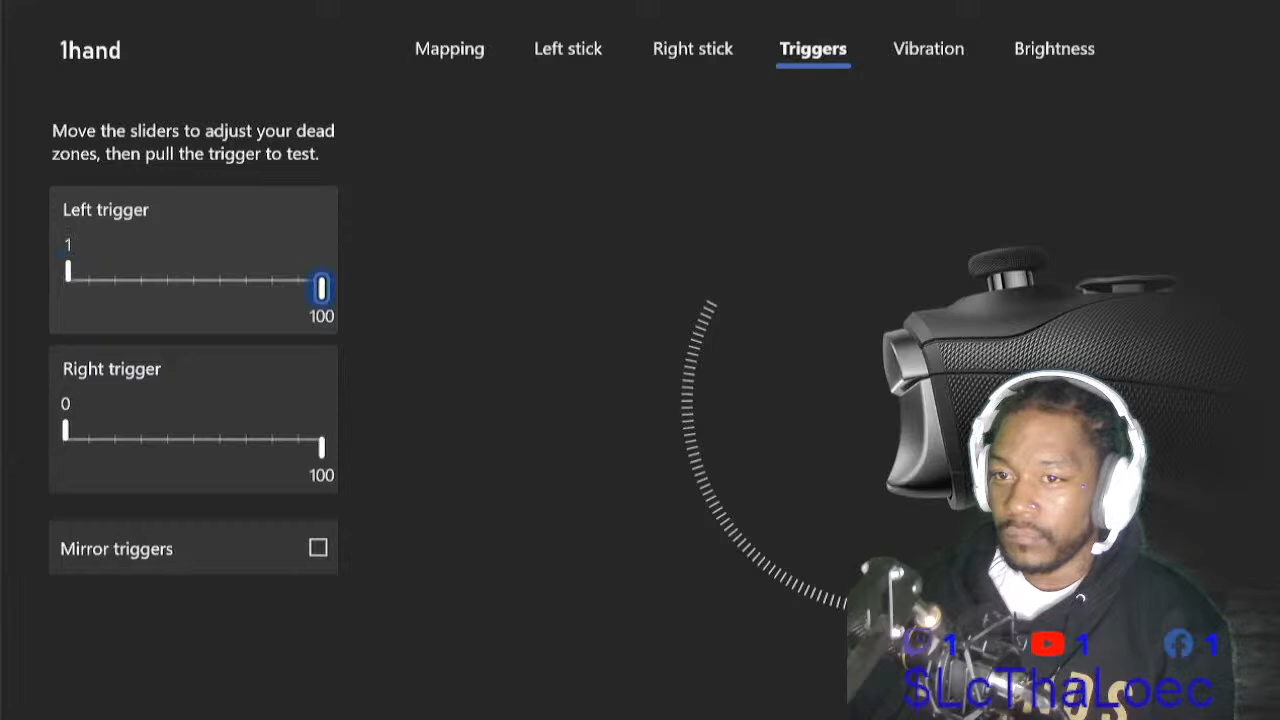 1hand
Mapping Left stick Right stick Triggers Vibration Brightness
Move the sliders to adjust your dead
zones, then pull the trigger to test.
Left trigger
1
100
Right trigger
0
100
Mirror triggers
1 1 1
$LcThaLoec